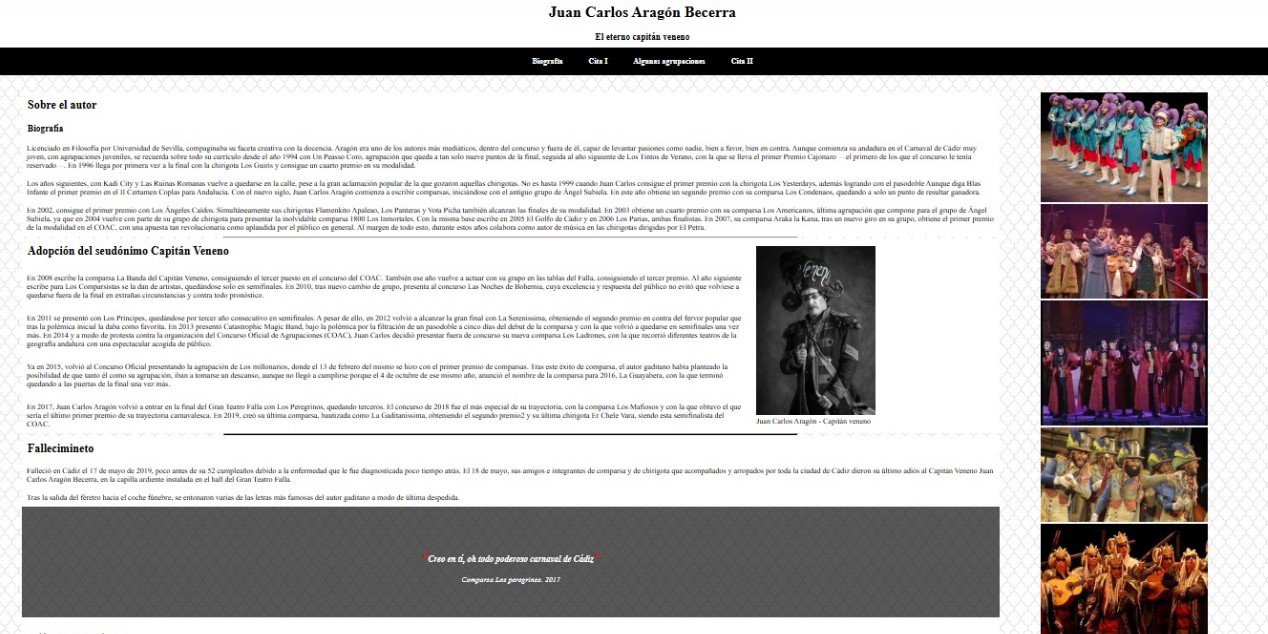 Juan Carlos Aragón Becerra
El eterno capitán veneno
Biografía Cita I Algunas agrupaciones Cita II
Sobre el autor
Biografía
Licenciado en Filosofía por Universidad de Sevilla, compaginaba su faceta creativa con la docencia. Aragón era uno de los autores más mediáticos, dentro del concurso y fuera de él, capaz de levantar pasiones como nadie, bien a favor, bien en contra. Aunque comienza su andadura en el Carnaval de Cádiz muy
joven, con agrupaciones juveniles, se recuerda sobre todo su currículo desde el año 1994 con Un Peasso Coro, agrupación que queda a tan solo nueve puntos de la final, seguida al año siguiente de Los Tintos de Verano, con la que se lleva el primer Premio Cajonazo —el primero de los que el concurso le tenía
reservado—. En 1996 llega por primera vez a la final con la chirigota Los Guiris y consigue un cuarto premio en su modalidad.
Los años siguientes, con Kadi City y Las Ruinas Romanas vuelve a quedarse en la calle, pese a la gran aclamación popular de la que gozaron aquellas chirigotas. No es hasta 1999 cuando Juan Carlos consigue el primer premio con la chirigota Los Yesterdays, además logrando con el pasodoble Aunque diga Blas
Infante el primer premio en el II Certamen Coplas para Andalucía. Con el nuevo siglo, Juan Carlos Aragón comienza a escribir comparsas, iniciándose con el antiguo grupo de Ángel Subiela. En este año obtiene un segundo premio con su comparsa Los Condenaos, quedando a solo un punto de resultar ganadora.
En 2002, consigue el primer premio con Los Ángeles Caídos. Simultáneamente sus chirigotas Flamenkito Apaleao, Los Panteras y Vota Picha también alcanzan las finales de su modalidad. En 2003 obtiene un cuarto premio con su comparsa Los Americanos, última agrupación que compone para el grupo de Ángel
Subiela, ya que en 2004 vuelve con parte de su grupo de chirigota para presentar la inolvidable comparsa 1800 Los Inmortales. Con la misma base escribe en 2005 El Golfo de Cádiz y en 2006 Los Parias, ambas finalistas. En 2007, su comparsa Araka la Kana, tras un nuevo giro en su grupo, obtiene el primer premio
de la modalidad en el COAC, con una apuesta tan revolucionaria como aplaudida por el público en general. Al margen de todo esto, durante estos años colabora como autor de música en las chirigotas dirigidas por El Petra.
Adopción del seudónimo Capitán Veneno
En 2008 escribe la comparsa La Banda del Capitán Veneno, consiguiendo el tercer puesto en el concurso del COAC. También ese año vuelve a actuar con su grupo en las tablas del Falla, consiguiendo el tercer premio. Al año siguiente
escribe para Los Comparsistas se la dan de artistas, quedándose solo en semifinales. En 2010, tras nuevo cambio de grupo, presenta al concurso Las Noches de Bohemia, cuya excelencia y respuesta del público no evitó que volviese a
quedarse fuera de la final en extrañas circunstancias y contra todo pronóstico.
En 2011 se presentó con Los Príncipes, quedándose por tercer año consecutivo en semifinales. A pesar de ello, en 2012 volvió a alcanzar la gran final con La Serenissima, obteniendo el segundo premio en contra del fervor popular que
tras la polémica inicial la daba como favorita. En 2013 presentó Catastrophic Magic Band, bajo la polémica por la filtración de un pasodoble a cinco días del debut de la comparsa y con la que volvió a quedarse en semifinales una vez
más. En 2014 y a modo de protesta contra la organización del Concurso Oficial de Agrupaciones (COAC), Juan Carlos decidió presentar fuera de concurso su nueva comparsa Los Ladrones, con la que recorrió diferentes teatros de la
geografía andaluza con una espectacular acogida de público.
Ya en 2015, volvió al Concurso Oficial presentando la agrupación de Los millonarios, donde el 13 de febrero del mismo se hizo con el primer premio de comparsas. Tras este éxito de comparsa, el autor gaditano había planteado la
posibilidad de que tanto él como su agrupación, iban a tomarse un descanso, aunque no llegó a cumplirse porque el 4 de octubre de ese mismo año, anunció el nombre de la comparsa para 2016, La Guayabera, con la que terminó
quedando a las puertas de la final una vez más.
En 2017, Juan Carlos Aragón volvió a entrar en la final del Gran Teatro Falla con Los Peregrinos, quedando terceros. El concurso de 2018 fue el más especial de su trayectoria, con la comparsa Los Mafiosos y con la que obtuvo el que
sería el último primer premio de su trayectoria carnavalesca. En 2019, creó su última comparsa, bautizada como La Gaditanissima, obteniendo el segundo premio2 y su última chirigota Er Chele Vara, siendo esta semifinalista del
COAC.
Veneno
Juan Carlos Aragón - Capitán veneno
Fallecimineto
Falleció en Cádiz el 17 de mayo de 2019, poco antes de su 52 cumpleaños debido a la enfermedad que le fue diagnosticada poco tiempo atrás. El 18 de mayo, sus amigos e integrantes de comparsa y de chirigota que acompañados y arropados por toda la ciudad de Cádiz dieron su último adiós al Capitán Veneno Juan
Carlos Aragón Becerra, en la capilla ardiente instalada en el hall del Gran Teatro Falla.
Tras la salida del féretro hacia el coche fúnebre, se entonaron varias de las letras más famosas del autor gaditano a modo de última despedida.
"Creo en tí, oh todo poderoso carnaval de Cádiz"
Comparsa Los peregrinos. 2017